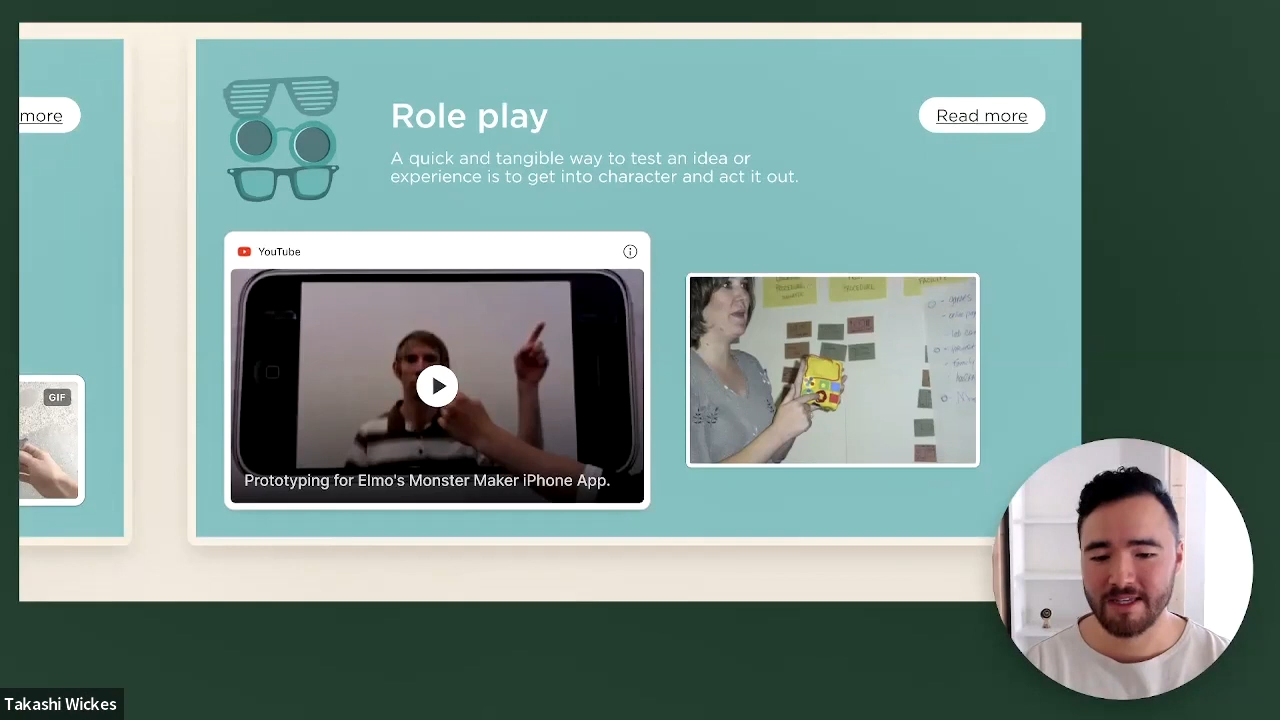 more
Role play
Read more
A quick and tangible way to test an idea or
experience is to get into character and act it out.
YouTube
GIF
Prototyping for Elmo's Monster Maker iPhone App.
Takashi Wickes